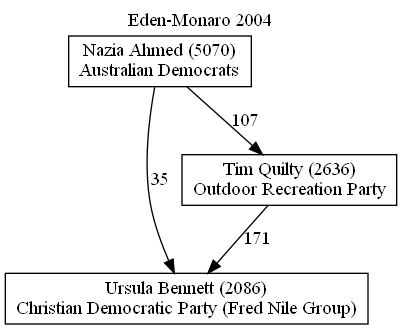 Eden-Monaro 2004
Nazia Ahmed (5070)
Australian Democrats
107
35
Tim Quilty (2636)
Outdoor Recreation Party
171
Ursula Bennett (2086)
Christian Democratic Party (Fred Nile Group)